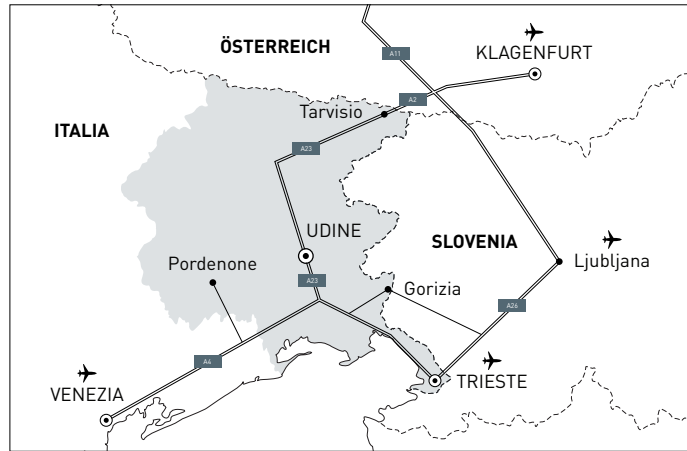 ÖSTERREICH
A11
KLAGENFURT
A2
Tarvisio
ITALIA
A23
UDINE
SLOVENIA
Ljubljana
Pordenone
A23
Gorizia
A26
A4
VENEZIA
TRIESTE